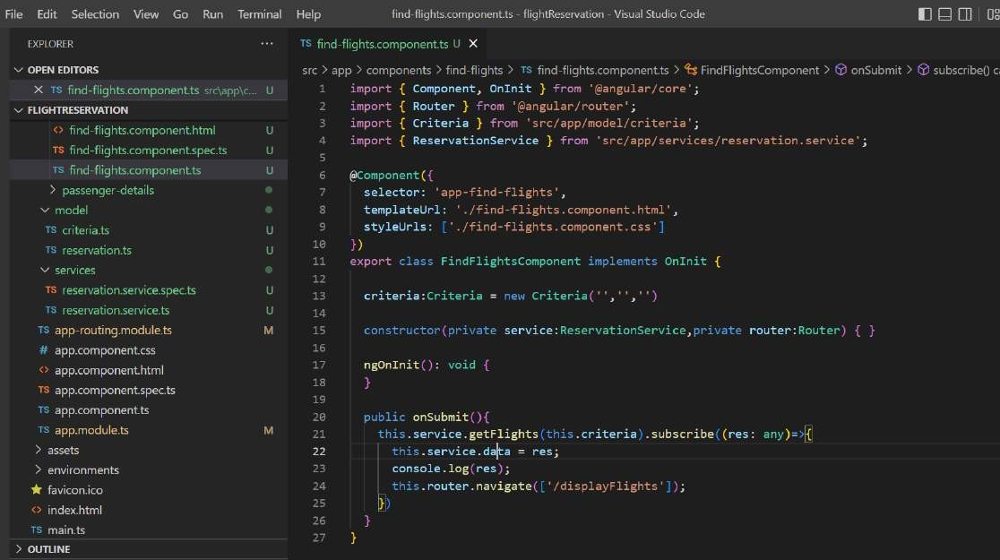 File Edit Selection View Go Run Terminal Help find-flights.component.ts - flightReservation - Visual Studio Code
EXPLORER ...
OPEN EDITORS
TS find-flights.component.ts src\app\c... U
FLIGHTRESERVATION
<> find-flights.component.html U
TS find-flights.component.spec.ts U
TS find-flights.component.ts U
> passenger-details
model
TS criteria.ts U
TS reservation.ts U
services
TS reservation.service.spec.ts U
TS reservation.service.ts U
TS app-routing.module.ts M
# app.component.css
<> app.component.html
TS app.component.spec.ts
TS app.component.ts
TS app.module.ts M
> assets
> environments
favicon.ico
<> index.html
TS main.ts
> OUTLINE
TS find-flights.component.ts U
src > app > components > find-flights > TS find-flights.component.ts > FindFlightsComponent > onSubmit > subscribe() ca
1 import { Component, OnInit } from '@angular/core';
2 import { Router } from '@angular/router';
3 import { Criteria } from 'src/app/model/criteria';
4 import { ReservationService } from 'src/app/services/reservation.service';
5
6 @Component({
7 selector: 'app-find-flights',
8 templateUrl: './find-flights.component.html',
9 styleUrls: ['./find-flights.component.css']
10 })
11 export class FindFlightsComponent implements OnInit {
12
13 criteria:Criteria = new Criteria('','','')
14
15 constructor(private service:ReservationService,private router:Router) { }
16
17 ngOnInit(): void {
18 }
19
20 public onSubmit(){
21 this.service.getFlights(this.criteria).subscribe((res: any)=>{
22 this.service.data = res;
23 console.log(res);
24 this.router.navigate(['/displayFlights']);
25 })
26 }
27 }